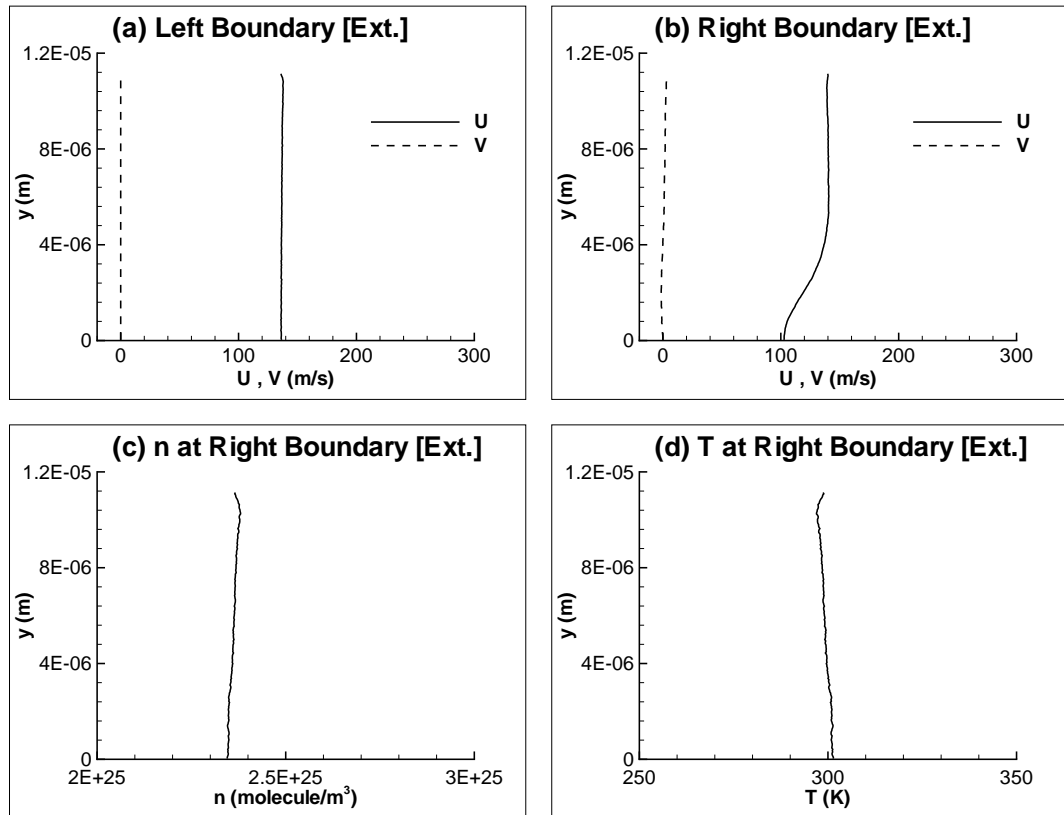 (a) Left Boundary [Ext.]
1.2E-05
8E-06
4E-06
0
y (m)
U
V
0 100 200 300
U , V (m/s)
(b) Right Boundary [Ext.]
1.2E-05
8E-06
4E-06
0
y (m)
U
V
0 100 200 300
U , V (m/s)
(c) n at Right Boundary [Ext.]
1.2E-05
8E-06
4E-06
0
y (m)
2E+25 2.5E+25 3E+25
n (molecule/m³)
(d) T at Right Boundary [Ext.]
1.2E-05
8E-06
4E-06
0
y (m)
250 300 350
T (K)